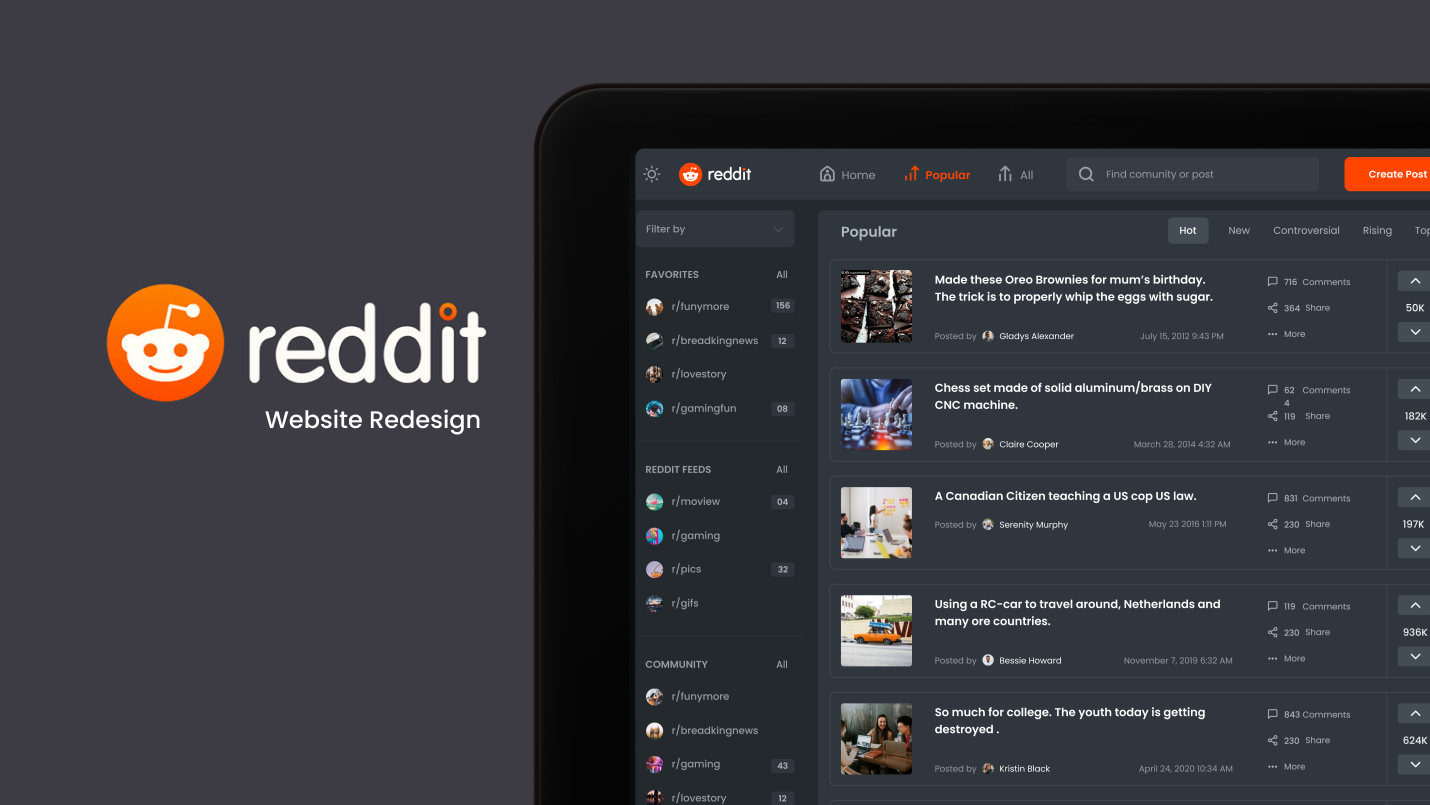 reddit
Website Redesign
reddit
Home
Popular
All
Find comunity or post
Create Post
Filter by
FAVORITES
All
r/funymore
156
r/breadkingnews
12
r/lovestory
r/gamingfun
08
REDDIT FEEDS
All
r/moview
04
r/gaming
r/pics
32
r/gifs
COMMUNITY
All
r/funymore
r/breadkingnews
r/gaming
43
r/lovestory
12
Popular
Hot
New
Controversial
Rising
Top
Made these Oreo Brownies for mum’s birthday.
The trick is to properly whip the eggs with sugar.
Posted by Gladys Alexander
July 15, 2012 9:43 PM
716 Comments
364 Share
More
50K
Chess set made of solid aluminum/brass on DIY
CNC machine.
Posted by Claire Cooper
March 28, 2014 4:32 AM
62 Comments
4
119 Share
More
182K
A Canadian Citizen teaching a US cop US law.
Posted by Serenity Murphy
May 23 2016 1:11 PM
831 Comments
230 Share
More
197K
Using a RC-car to travel around, Netherlands and
many ore countries.
Posted by Bessie Howard
November 7, 2019 6:32 AM
119 Comments
230 Share
More
936K
So much for college. The youth today is getting
destroyed .
Posted by Kristin Black
April 24, 2020 10:34 AM
843 Comments
230 Share
More
624K